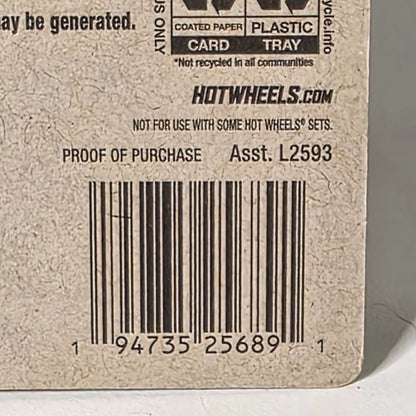 ay be generated.
US ONLY
cycle.info
COATED PAPER PLASTIC
CARD TRAY
*Not recycled in all communities
HOTWHEELS.COM
NOT FOR USE WITH SOME HOT WHEELS® SETS.
PROOF OF PURCHASE Asst. L2593
1 94735 25689 1